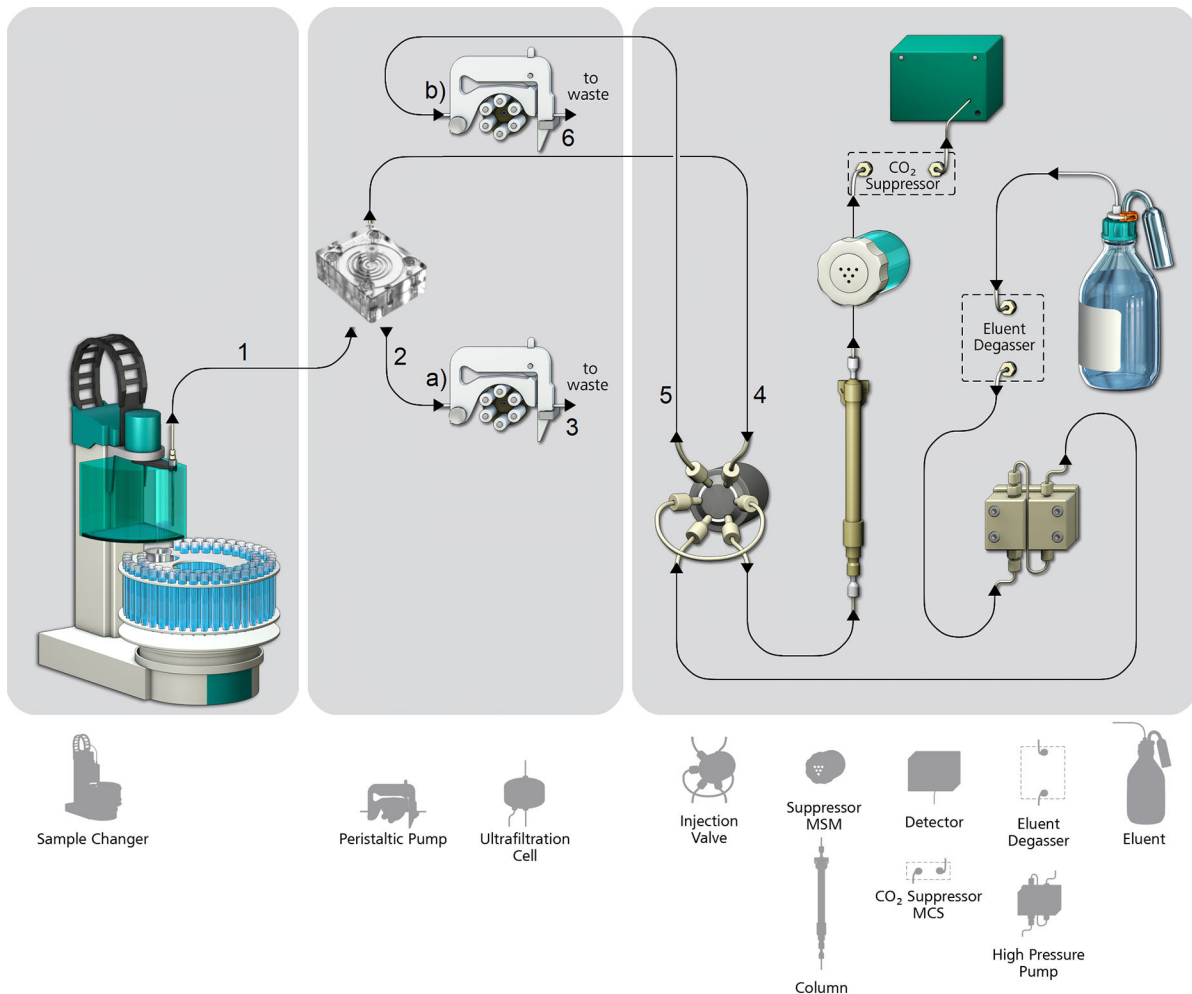 b)
to
waste
6
CO₂
Suppressor
1
2
a)
to
waste
3
5
4
Eluent
Degasser
Sample Changer
Peristaltic Pump
Ultrafiltration
Cell
Injection
Valve
Suppressor
MSM
Detector
Eluent
Degasser
Eluent
CO₂ Suppressor
MCS
High Pressure
Pump
Column